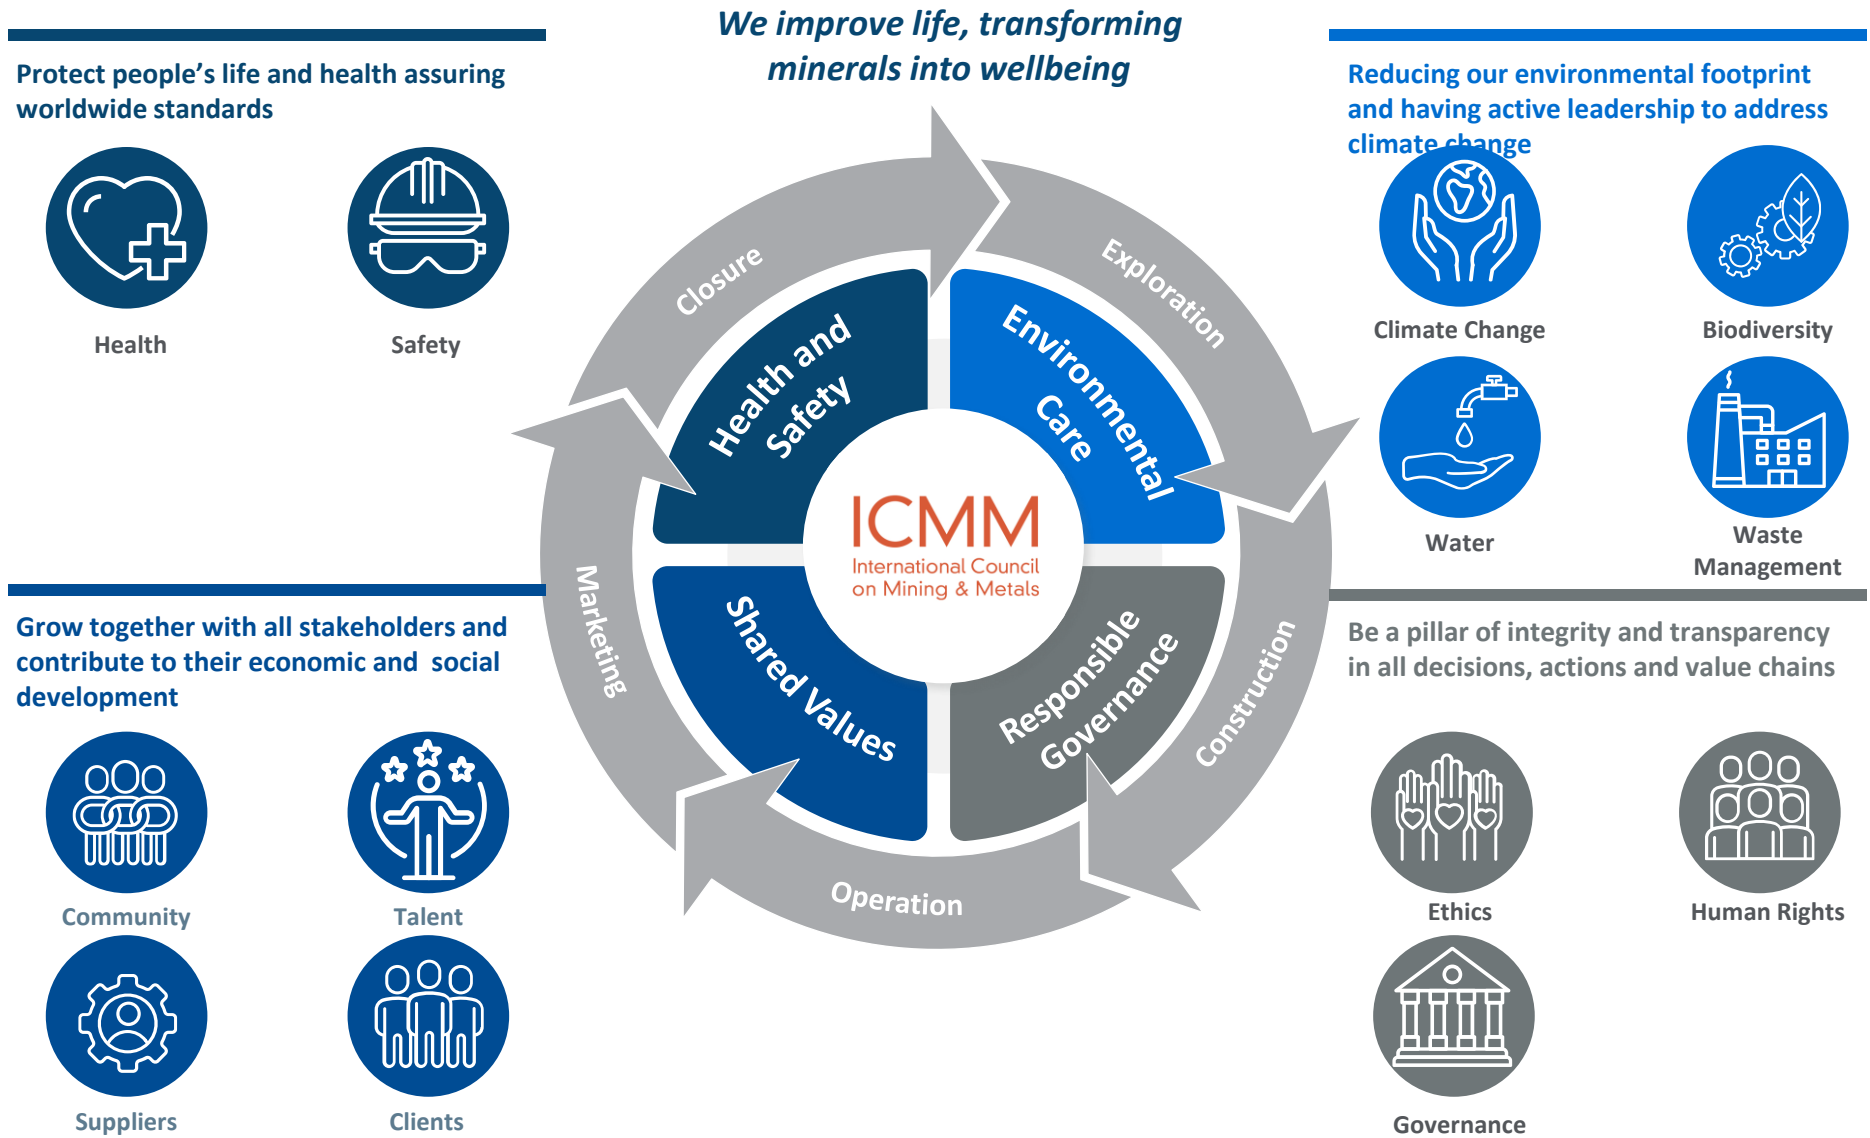 We improve life, transforming
minerals into wellbeing
Protect people's life and health assuring
worldwide standards
Health
Safety
Reducing our environmental footprint
and having active leadership to address
climate change
Climate Change
Biodiversity
Water
Waste
Management
Closure
Exploration
Construction
Operation
Marketing
Health and
Safety
Environmental
Care
Shared Values
Responsible
Governance
ICMM
International Council
on Mining & Metals
Grow together with all stakeholders and
contribute to their economic and  social
development
Community
Talent
Suppliers
Clients
Be a pillar of integrity and transparency
in all decisions, actions and value chains
Ethics
Human Rights
Governance